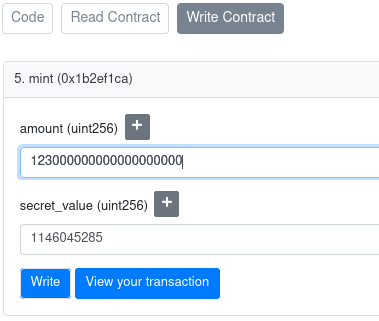 Code Read Contract Write Contract
5. mint (0x1b2ef1ca)
amount (uint256) +
123000000000000000000
secret_value (uint256) +
1146045285
Write View your transaction